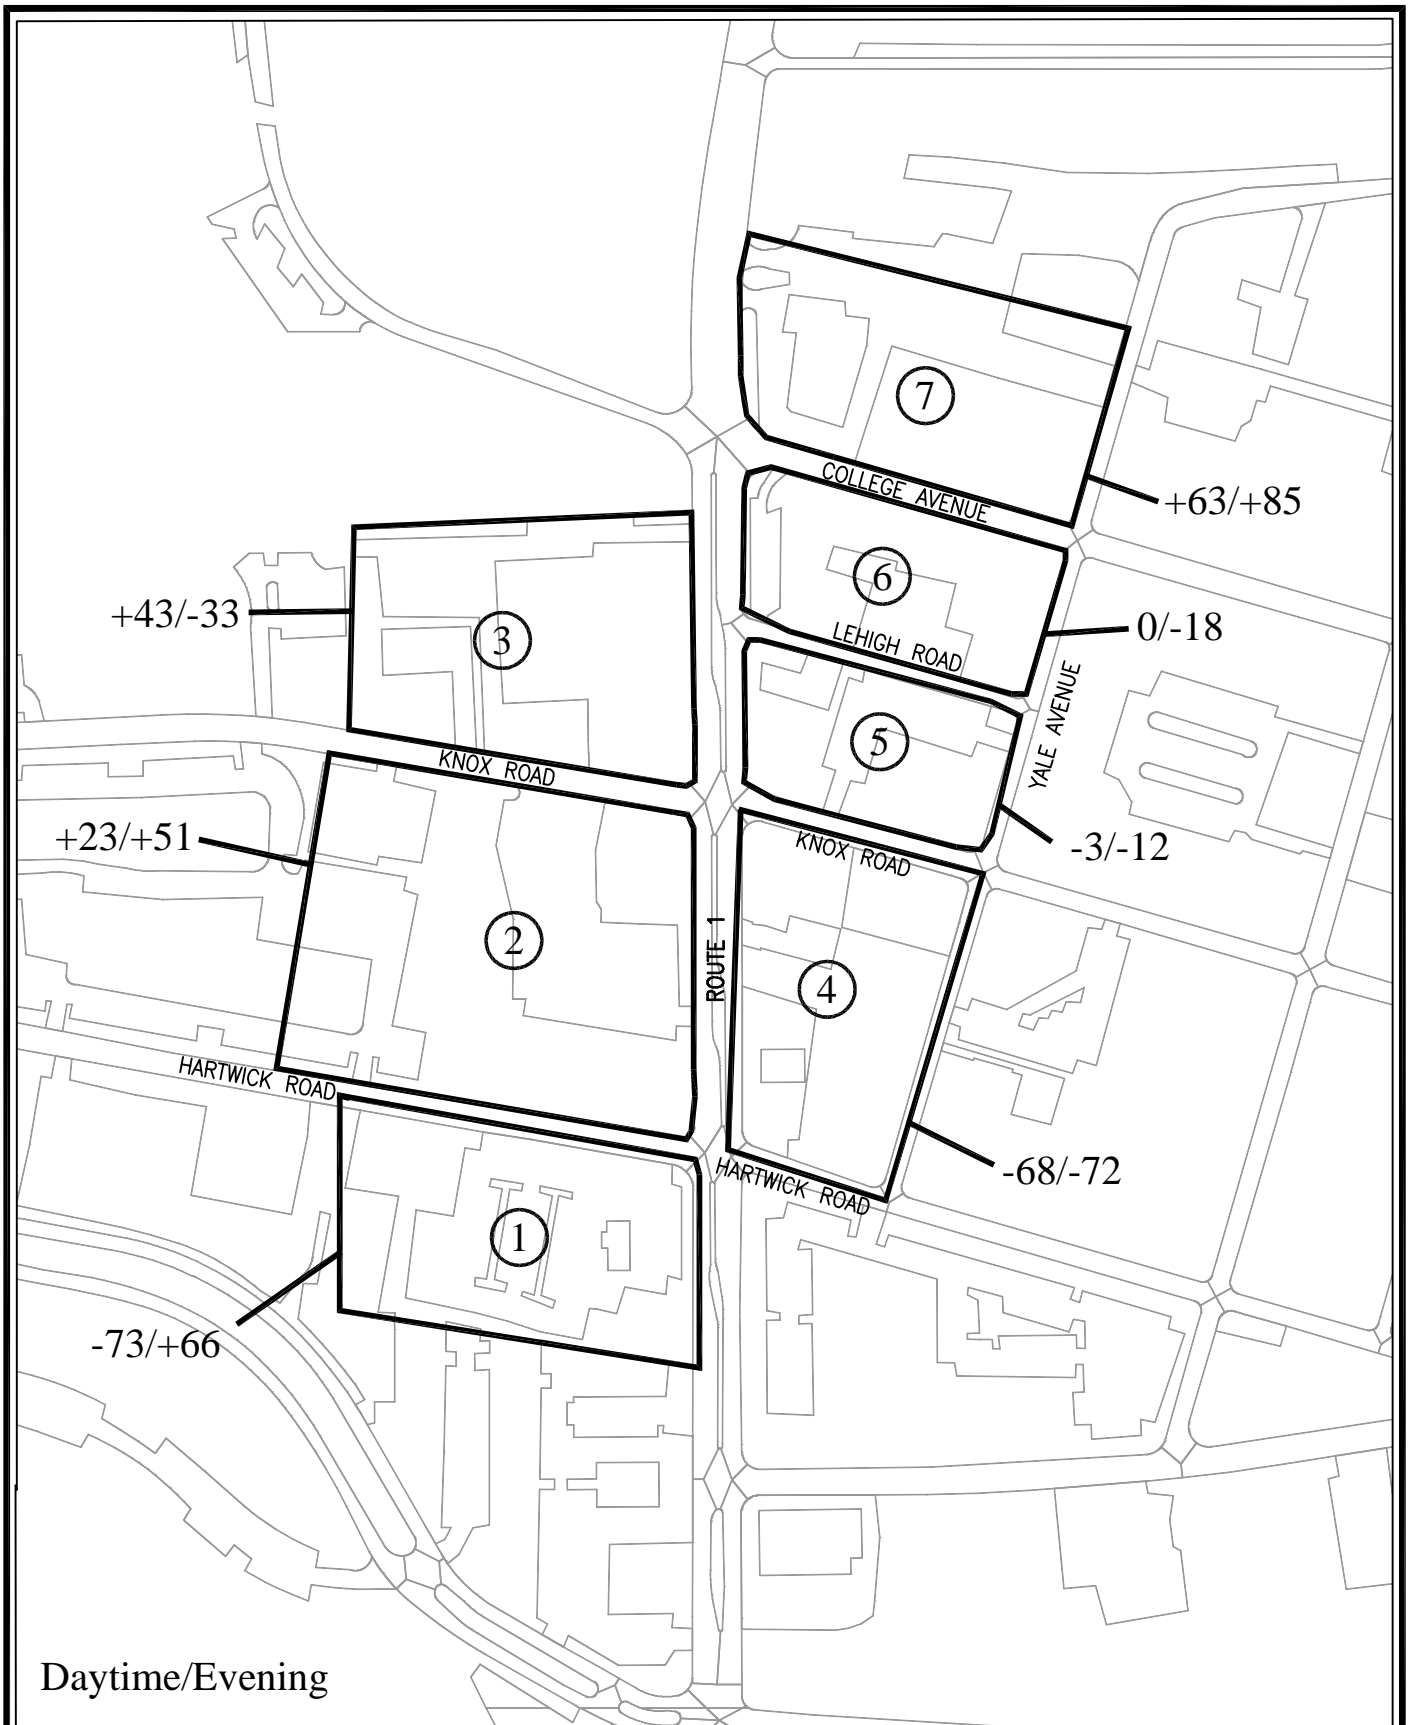 7
COLLEGE AVENUE
+63/+85
6
+43/-33
3
LEHIGH ROAD
0/-18
YALE AVENUE
5
KNOX ROAD
+23/+51
KNOX ROAD
-3/-12
2
ROUTE 1
4
HARTWICK ROAD
HARTWICK ROAD
-68/-72
1
-73/+66
Daytime/Evening